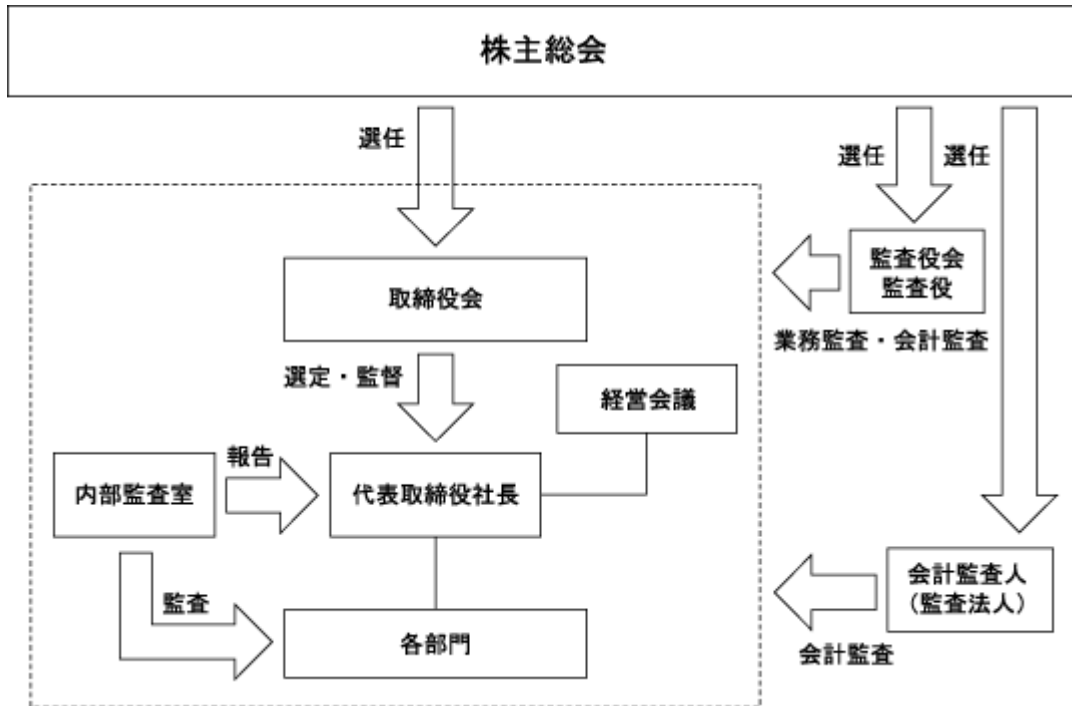 株主総会
選任
選任
選任
監査役会
監査役
取締役会
業務監査・会計監査
選定・監督
経営会議
報告
内部監査室
代表取締役社長
会計監査人
(監査法人)
監査
各部門
会計監査